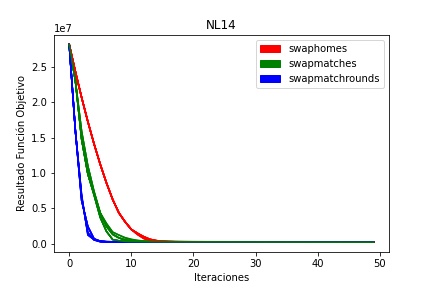 NL14
1e7
swaphomes
swapmatches
swapmatchrounds
2.5
2.0
1.5
1.0
0.5
0.0
Resultado Función Objetivo
0 10 20 30 40 50
Iteraciones